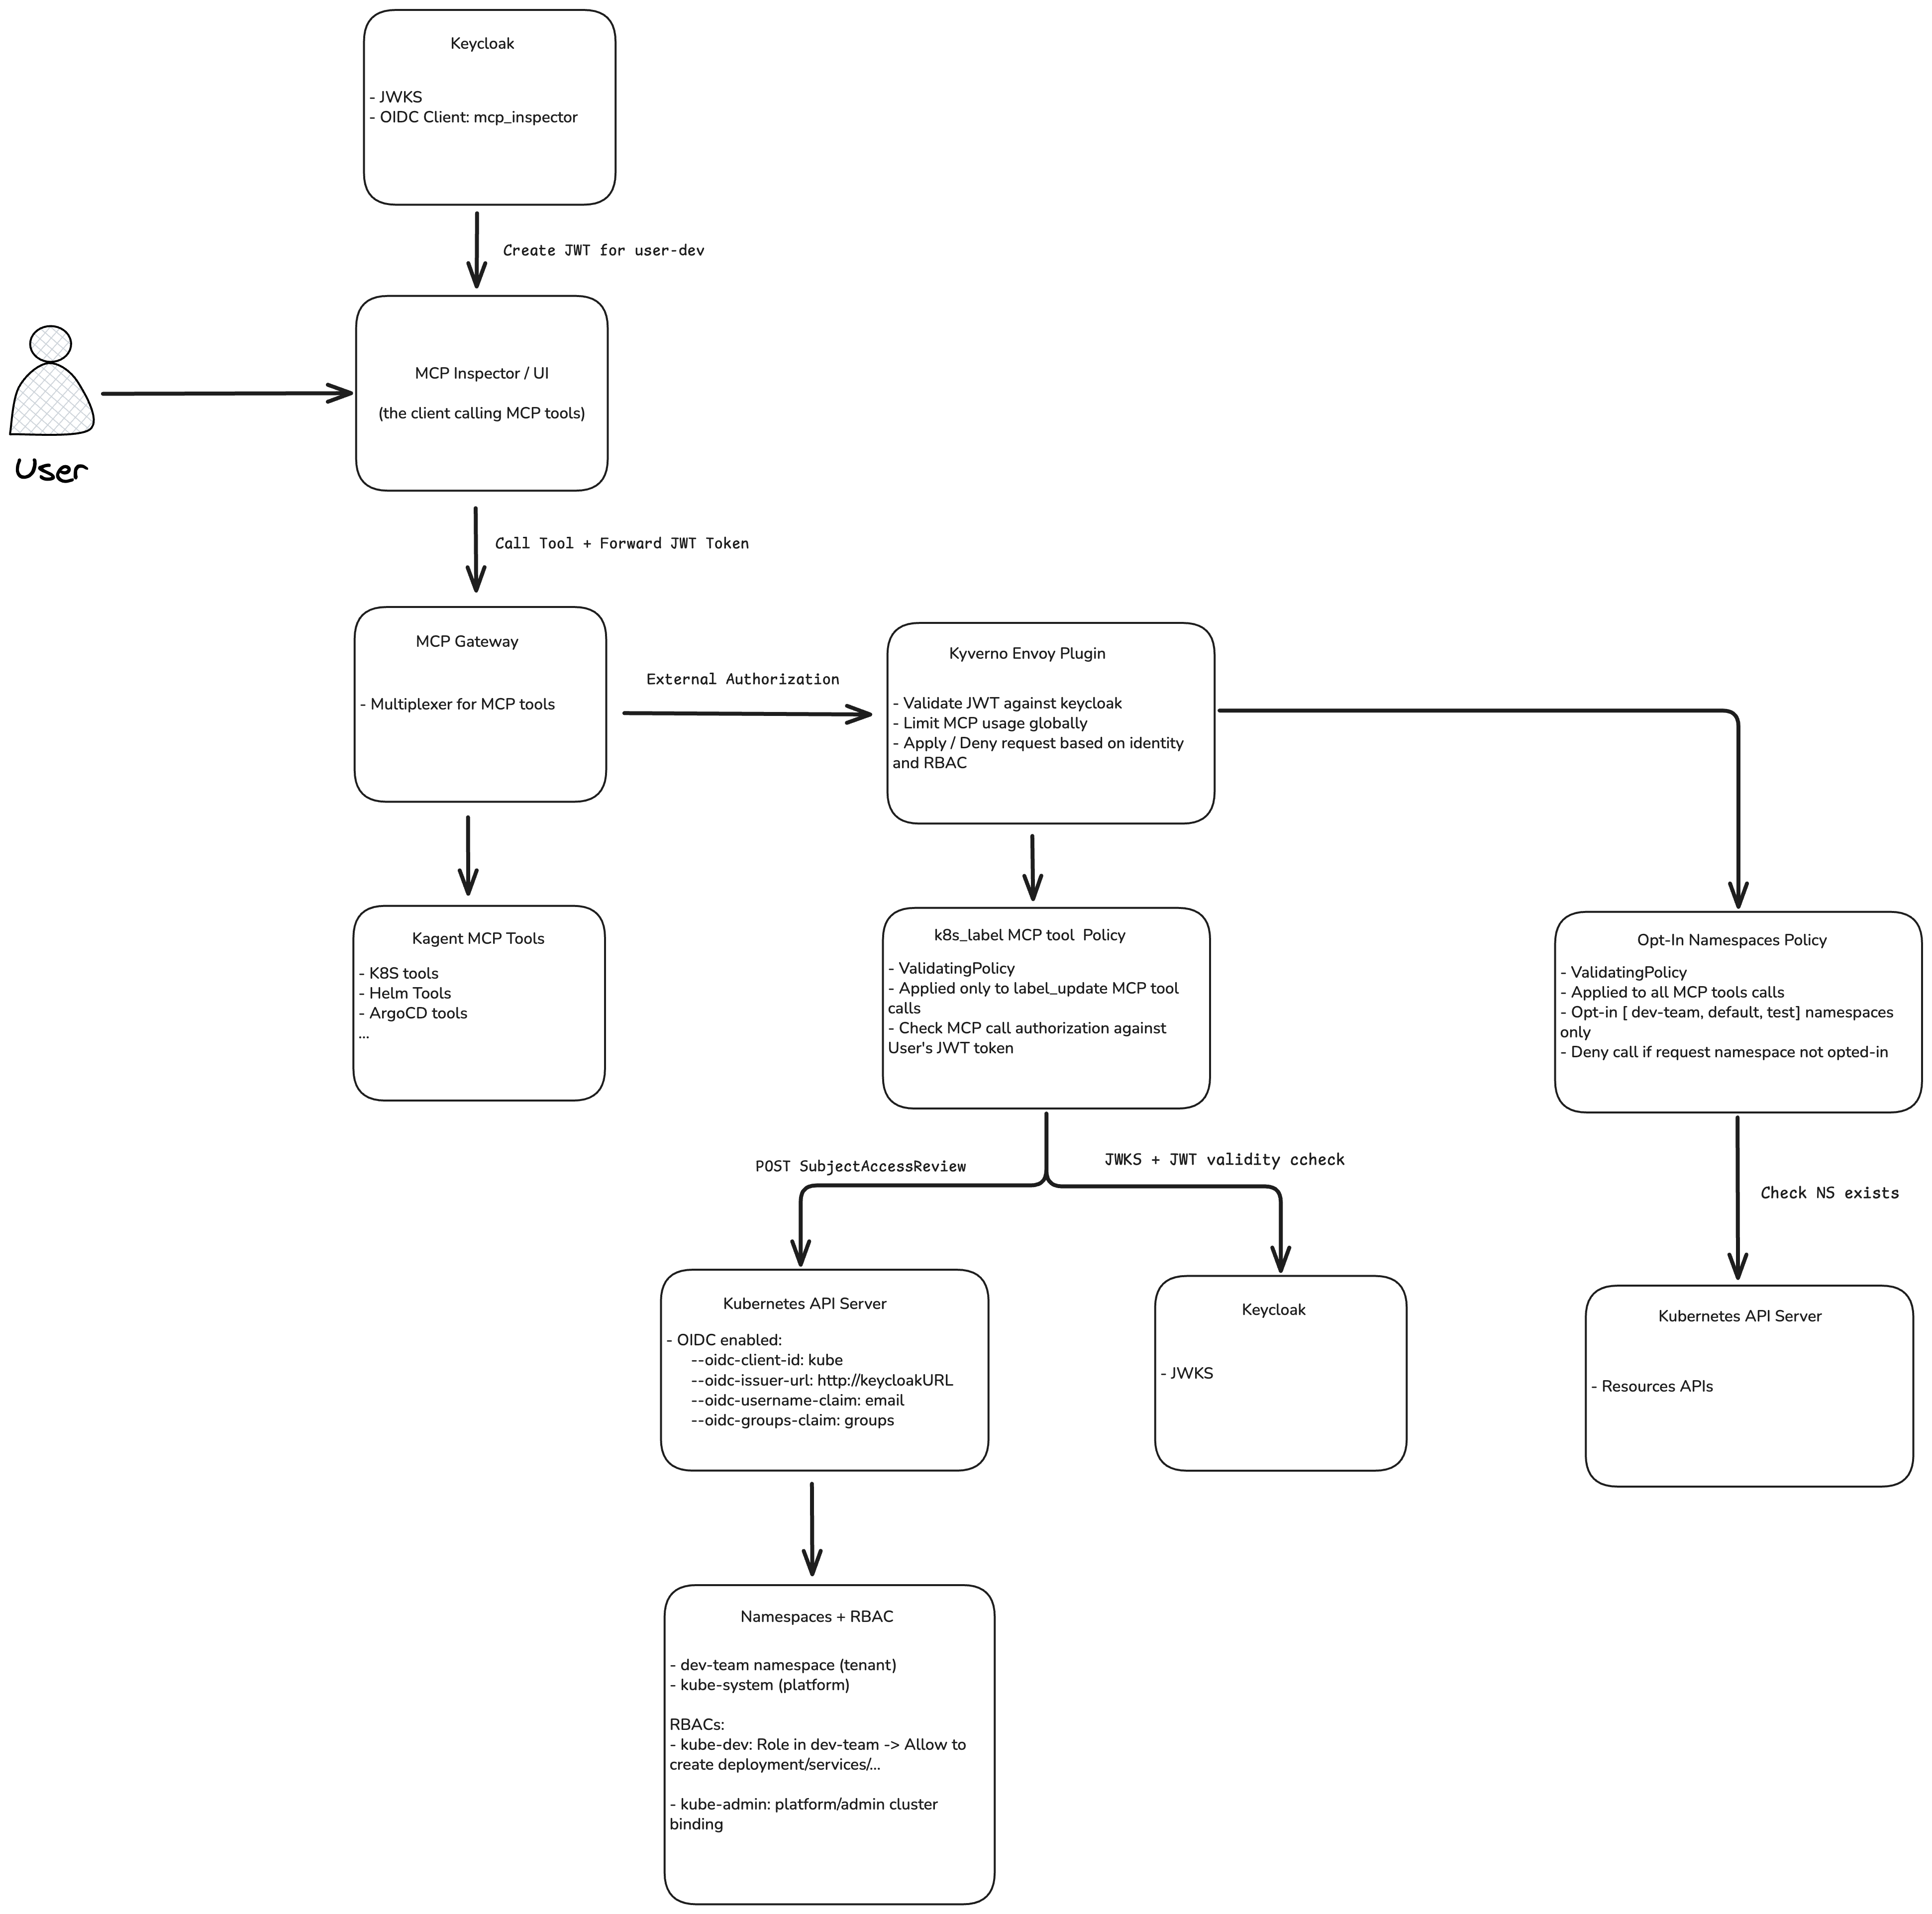 Keycloak
- JWKS
- OIDC Client: mcp_inspector
Create JWT for user-dev
User
MCP Inspector / UI
(the client calling MCP tools)
Call Tool + Forward JWT Token
MCP Gateway
- Multiplexer for MCP tools
External Authorization
Kyverno Envoy Plugin
- Validate JWT against keycloak
- Limit MCP usage globally
- Apply / Deny request based on identity
and RBAC
Kagent MCP Tools
- K8S tools
- Helm Tools
- ArgoCD tools
...
k8s_label MCP tool  Policy
- ValidatingPolicy
- Applied only to label_update MCP tool
calls
- Check MCP call authorization against
User's JWT token
Opt-In Namespaces Policy
- ValidatingPolicy
- Applied to all MCP tools calls
- Opt-in [ dev-team, default, test] namespaces
only
- Deny call if request namespace not opted-in
POST SubjectAccessReview
JWKS + JWT validity ccheck
Check NS exists
Kubernetes API Server
- OIDC enabled:
--oidc-client-id: kube
--oidc-issuer-url: http://keycloakURL
--oidc-username-claim: email
--oidc-groups-claim: groups
Keycloak
- JWKS
Kubernetes API Server
- Resources APIs
Namespaces + RBAC
- dev-team namespace (tenant)
- kube-system (platform)
RBACs:
- kube-dev: Role in dev-team -> Allow to
create deployment/services/...
- kube-admin: platform/admin cluster
binding